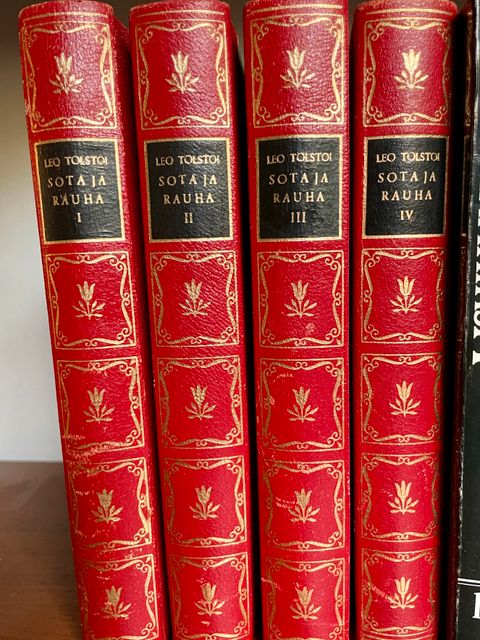 LEO TOLSTOI
SOTA JA
RAUHA
I
LEO TOLSTOI
SOTA JA
RAUHA
II
LEO TOLSTOI
SOTA JA
RAUHA
III
LEO TOLSTOI
SOTA JA
RAUHA
IV